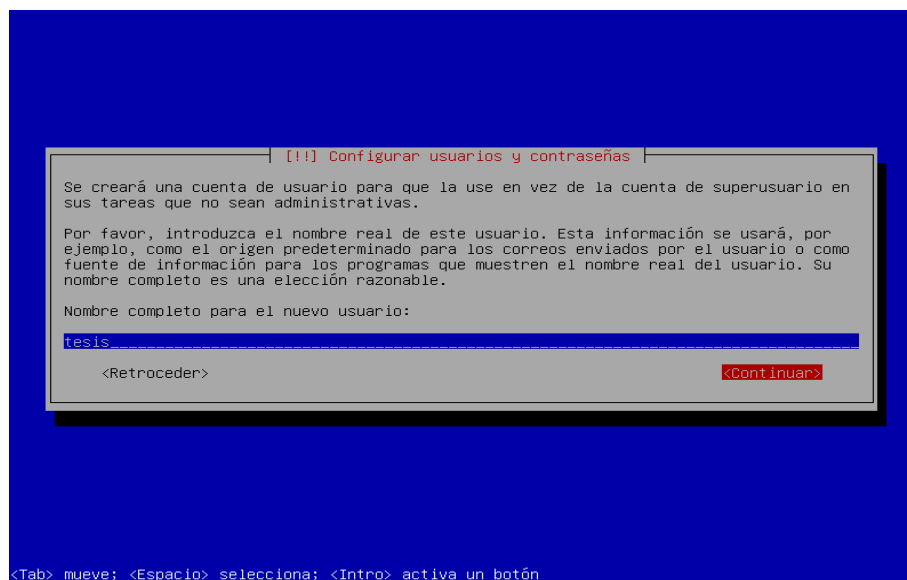 [!!] Configurar usuarios y contraseñas
Se creará una cuenta de usuario para que la use en vez de la cuenta de superusuario en
sus tareas que no sean administrativas.
Por favor, introduzca el nombre real de este usuario. Esta información se usará, por
ejemplo, como el origen predeterminado para los correos enviados por el usuario o como
fuente de información para los programas que muestren el nombre real del usuario. Su
nombre completo es una elección razonable.
Nombre completo para el nuevo usuario:
tesis
<Retroceder> <Continuar>
<Tab> mueve; <Espacio> selecciona; <Intro> activa un botón